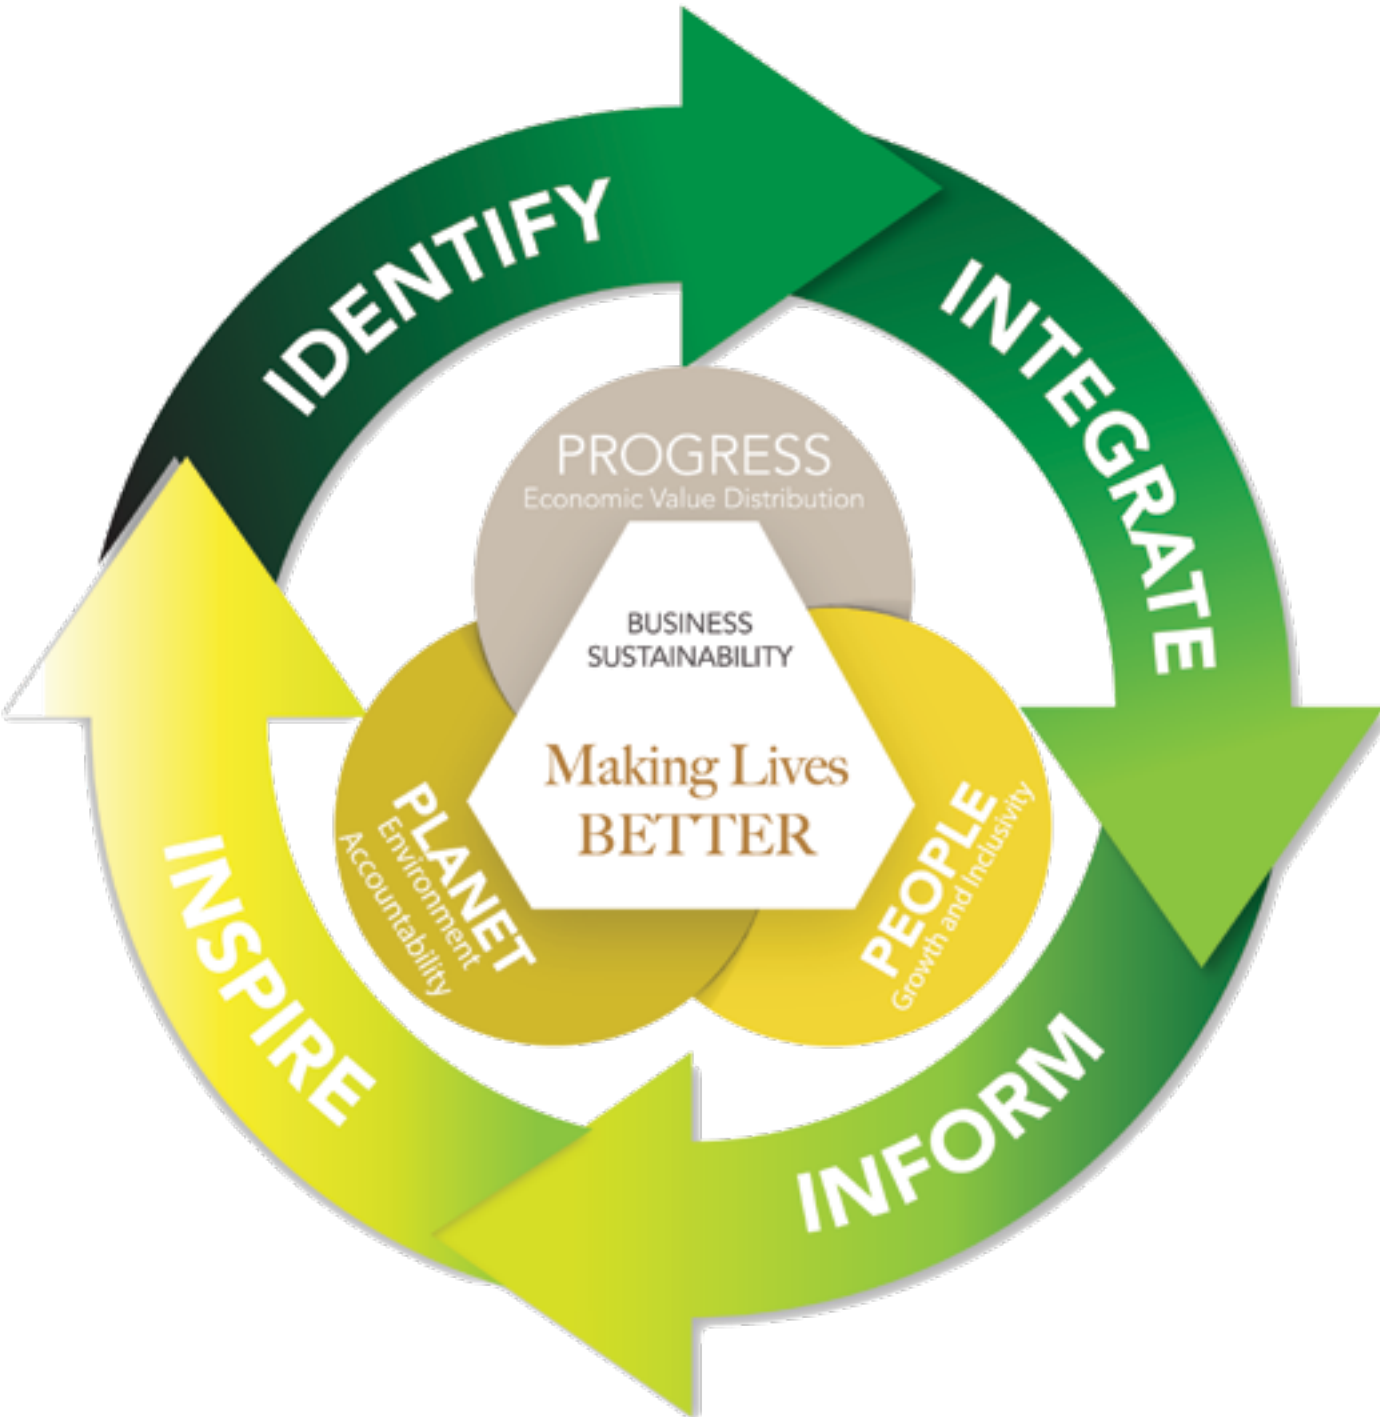 IDENTIFY
INTEGRATE
INFORM
INSPIRE
PROGRESS
Economic Value Distribution
BUSINESS
SUSTAINABILITY
Making Lives
BETTER
PLANET
Environment
Accountability
PEOPLE
Growth and Inclusivity